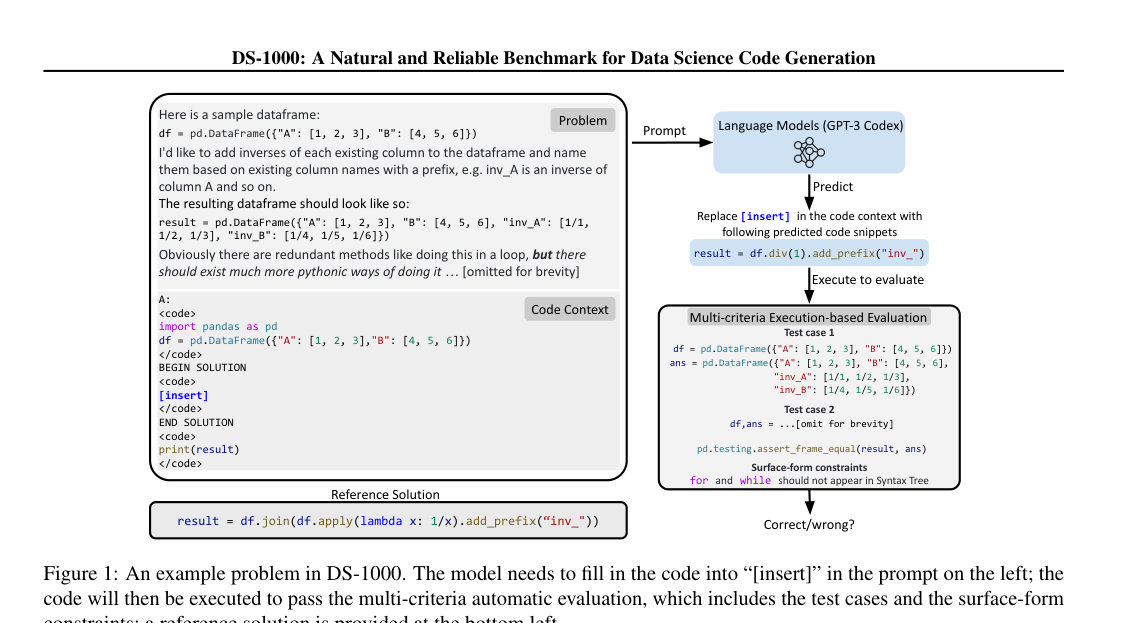 DS-1000: A Natural and Reliable Benchmark for Data Science Code Generation
Problem
Here is a sample dataframe:
df = pd.DataFrame({"A": [1, 2, 3], "B": [4, 5, 6]})
I'd like to add inverses of each existing column to the dataframe and name
them based on existing column names with a prefix, e.g. inv_A is an inverse of
column A and so on.
The resulting dataframe should look like so:
result = pd.DataFrame({"A": [1, 2, 3], "B": [4, 5, 6], "inv_A": [1/1,
1/2, 1/3], "inv_B": [1/4, 1/5, 1/6]})
Obviously there are redundant methods like doing this in a loop, but there
should exist much more pythonic ways of doing it … [omitted for brevity]
Code Context
A:
<code>
import pandas as pd
df = pd.DataFrame({"A": [1, 2, 3],"B": [4, 5, 6]})
</code>
BEGIN SOLUTION
<code>
[insert]
</code>
END SOLUTION
<code>
print(result)
</code>
Reference Solution
result = df.join(df.apply(lambda x: 1/x).add_prefix(“inv_"))
Prompt
Language Models (GPT-3 Codex)
Predict
Replace [insert] in the code context with
following predicted code snippets
result = df.div(1).add_prefix("inv_")
Execute to evaluate
Multi-criteria Execution-based Evaluation
Test case 1
df = pd.DataFrame({"A": [1, 2, 3], "B": [4, 5, 6]})
ans = pd.DataFrame({"A": [1, 2, 3], "B": [4, 5, 6],
"inv_A": [1/1, 1/2, 1/3],
"inv_B": [1/4, 1/5, 1/6]})
Test case 2
df,ans = ...[omit for brevity]
pd.testing.assert_frame_equal(result, ans)
Surface-form constraints
for and while should not appear in Syntax Tree
Correct/wrong?
Figure 1: An example problem in DS-1000. The model needs to fill in the code into “[insert]” in the prompt on the left; the
code will then be executed to pass the multi-criteria automatic evaluation, which includes the test cases and the surface-form
constraints; a reference solution is provided at the bottom left.